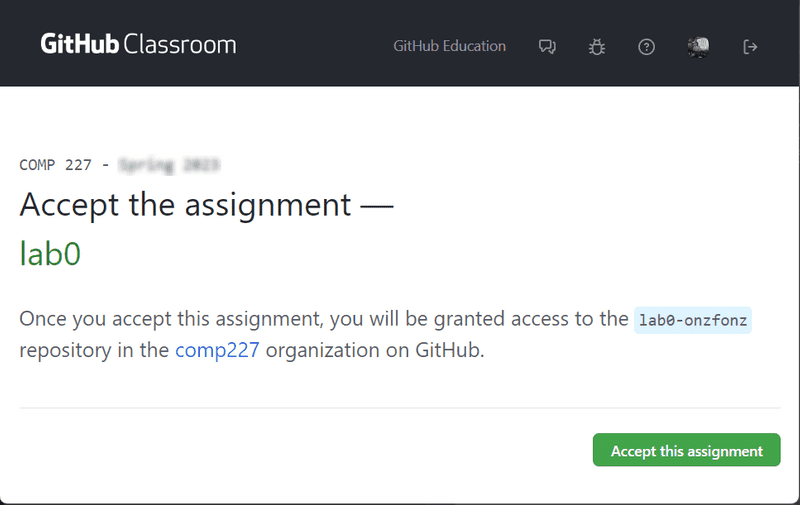 GitHub Classroom
GitHub Education
COMP 227 -
Accept the assignment —
lab0
Once you accept this assignment, you will be granted access to the lab0-onzfonz
repository in the comp227 organization on GitHub.
Accept this assignment